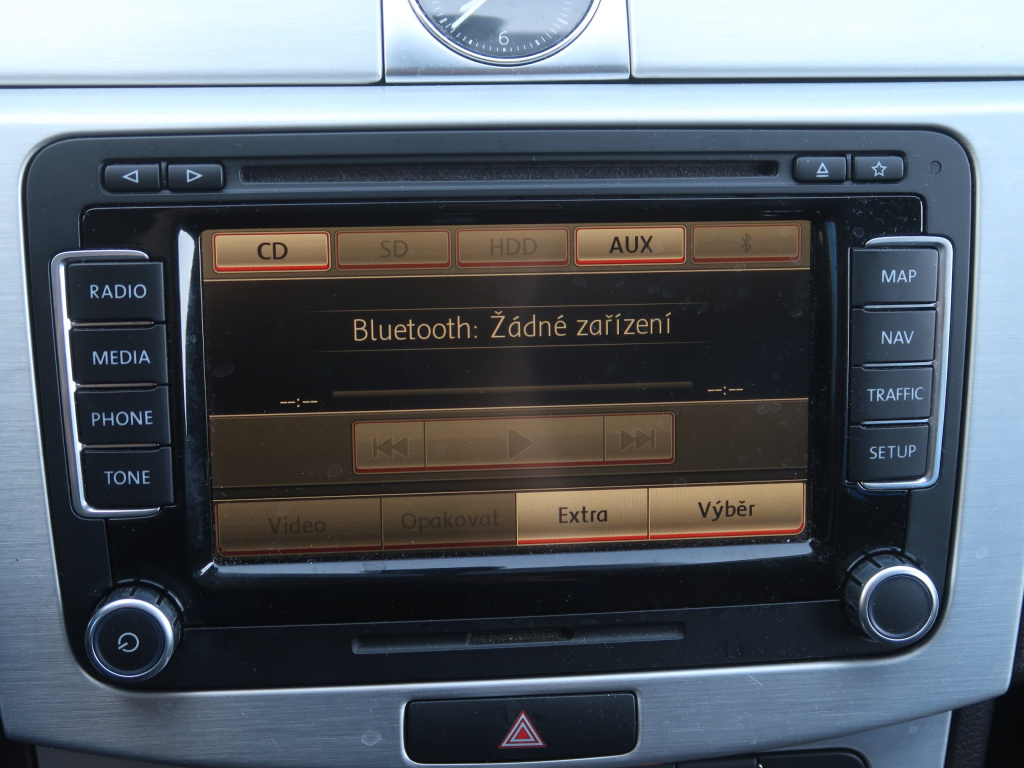 6
CD SD HDD AUX
RADIO
MEDIA
PHONE
TONE
Bluetooth: Žádné zařízení
--:-- --:--
Video Opakovat Extra Výběr
MAP
NAV
TRAFFIC
SETUP